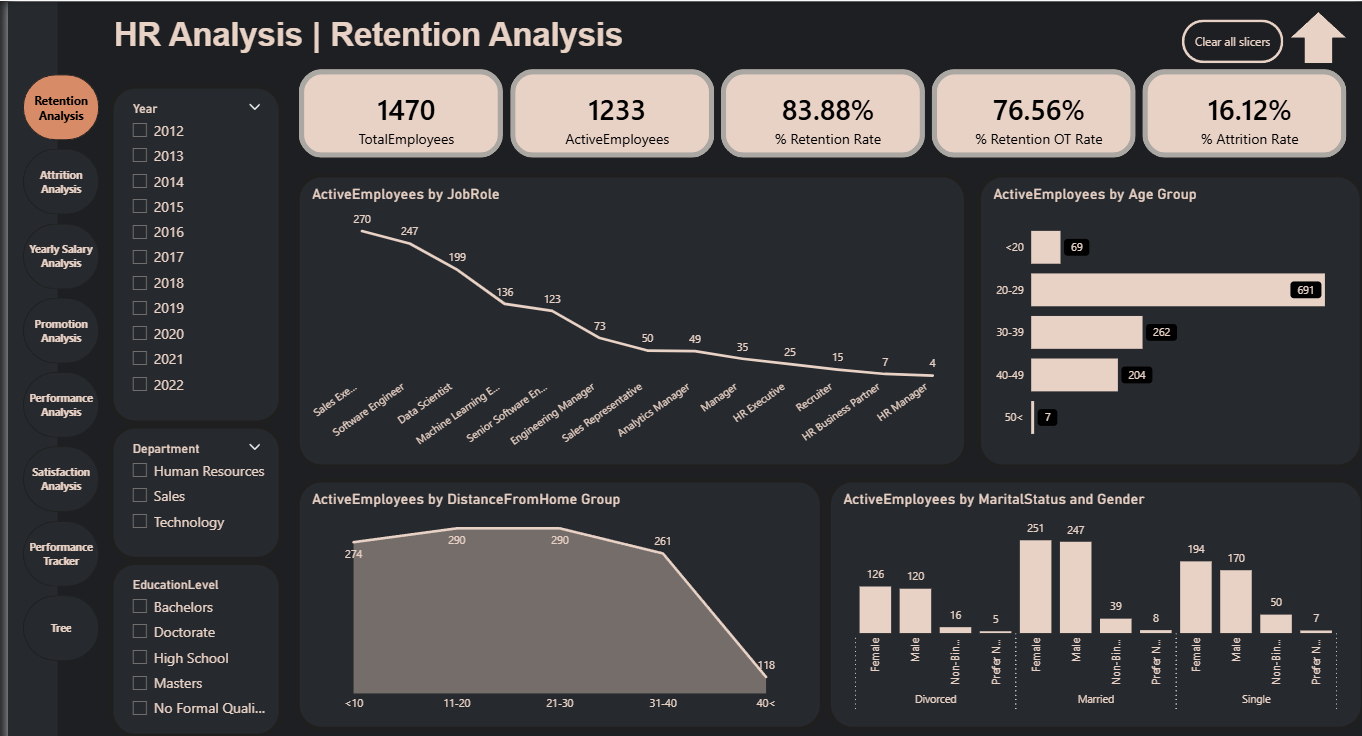 HR Analysis | Retention Analysis
Clear all slicers
Retention
Analysis
Attrition
Analysis
Yearly Salary
Analysis
Promotion
Analysis
Performance
Analysis
Satisfaction
Analysis
Performance
Tracker
Tree
Year
2012
2013
2014
2015
2016
2017
2018
2019
2020
2021
2022
Department
Human Resources
Sales
Technology
EducationLevel
Bachelors
Doctorate
High School
Masters
No Formal Quali...
1470
TotalEmployees
1233
ActiveEmployees
83.88%
% Retention Rate
76.56%
% Retention OT Rate
16.12%
% Attrition Rate
ActiveEmployees by JobRole
270
247
199
136
123
73
50
49
35
25
15
7
4
Sales Exe...
Software Engineer
Data Scientist
Machine Learning E...
Senior Software En...
Engineering Manager
Sales Representative
Analytics Manager
Manager
HR Executive
Recruiter
HR Business Partner
HR Manager
ActiveEmployees by Age Group
<20 69
20-29 691
30-39 262
40-49 204
50< 7
ActiveEmployees by DistanceFromHome Group
274
290
290
261
118
<10 11-20 21-30 31-40 40<
ActiveEmployees by MaritalStatus and Gender
126 120 16 5 251 247 39 8 194 170 50 7
Female Male Non-Bin... Prefer N... Female Male Non-Bin... Prefer N... Female Male Non-Bin... Prefer N...
Divorced Married Single